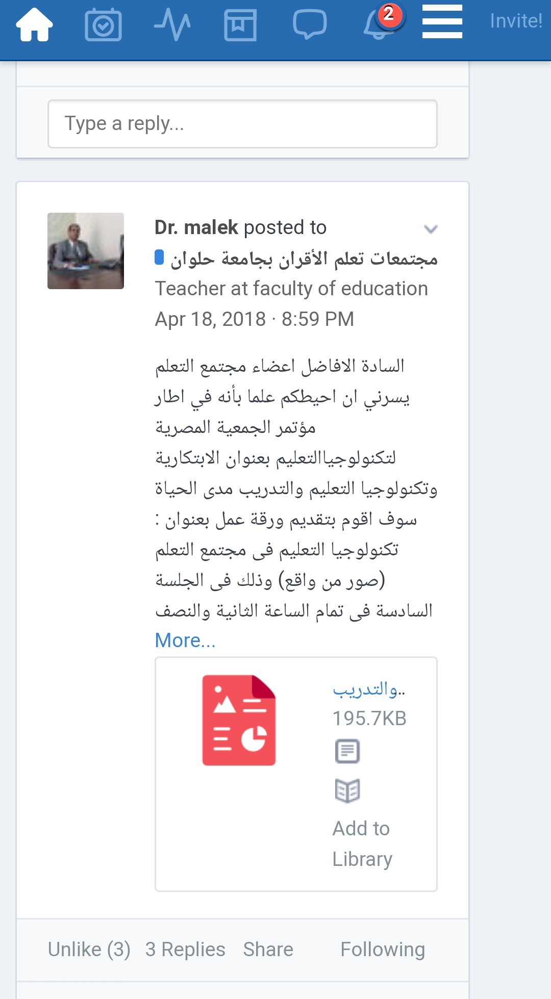 2
Invite!
Type a reply...
Dr. malek posted to
مجتمعات تعلم الأقران بجامعة حلوان
Teacher at faculty of education
Apr 18, 2018 · 8:59 PM
السادة الافاضل اعضاء مجتمع التعلم
يسرني ان احيطكم علما بأنه في اطار
مؤتمر الجمعية المصرية
لتكنولوجياالتعليم بعنوان الابتكارية
وتكنولوجيا التعليم والتدريب مدى الحياة
سوف اقوم بتقديم ورقة عمل بعنوان :
تكنولوجيا التعليم فى مجتمع التعلم
(صور من واقع) وذلك فى الجلسة
السادسة فى تمام الساعة الثانية والنصف
More...
والتدريب..
195.7KB
Add to
Library
Unlike (3) 3 Replies Share Following